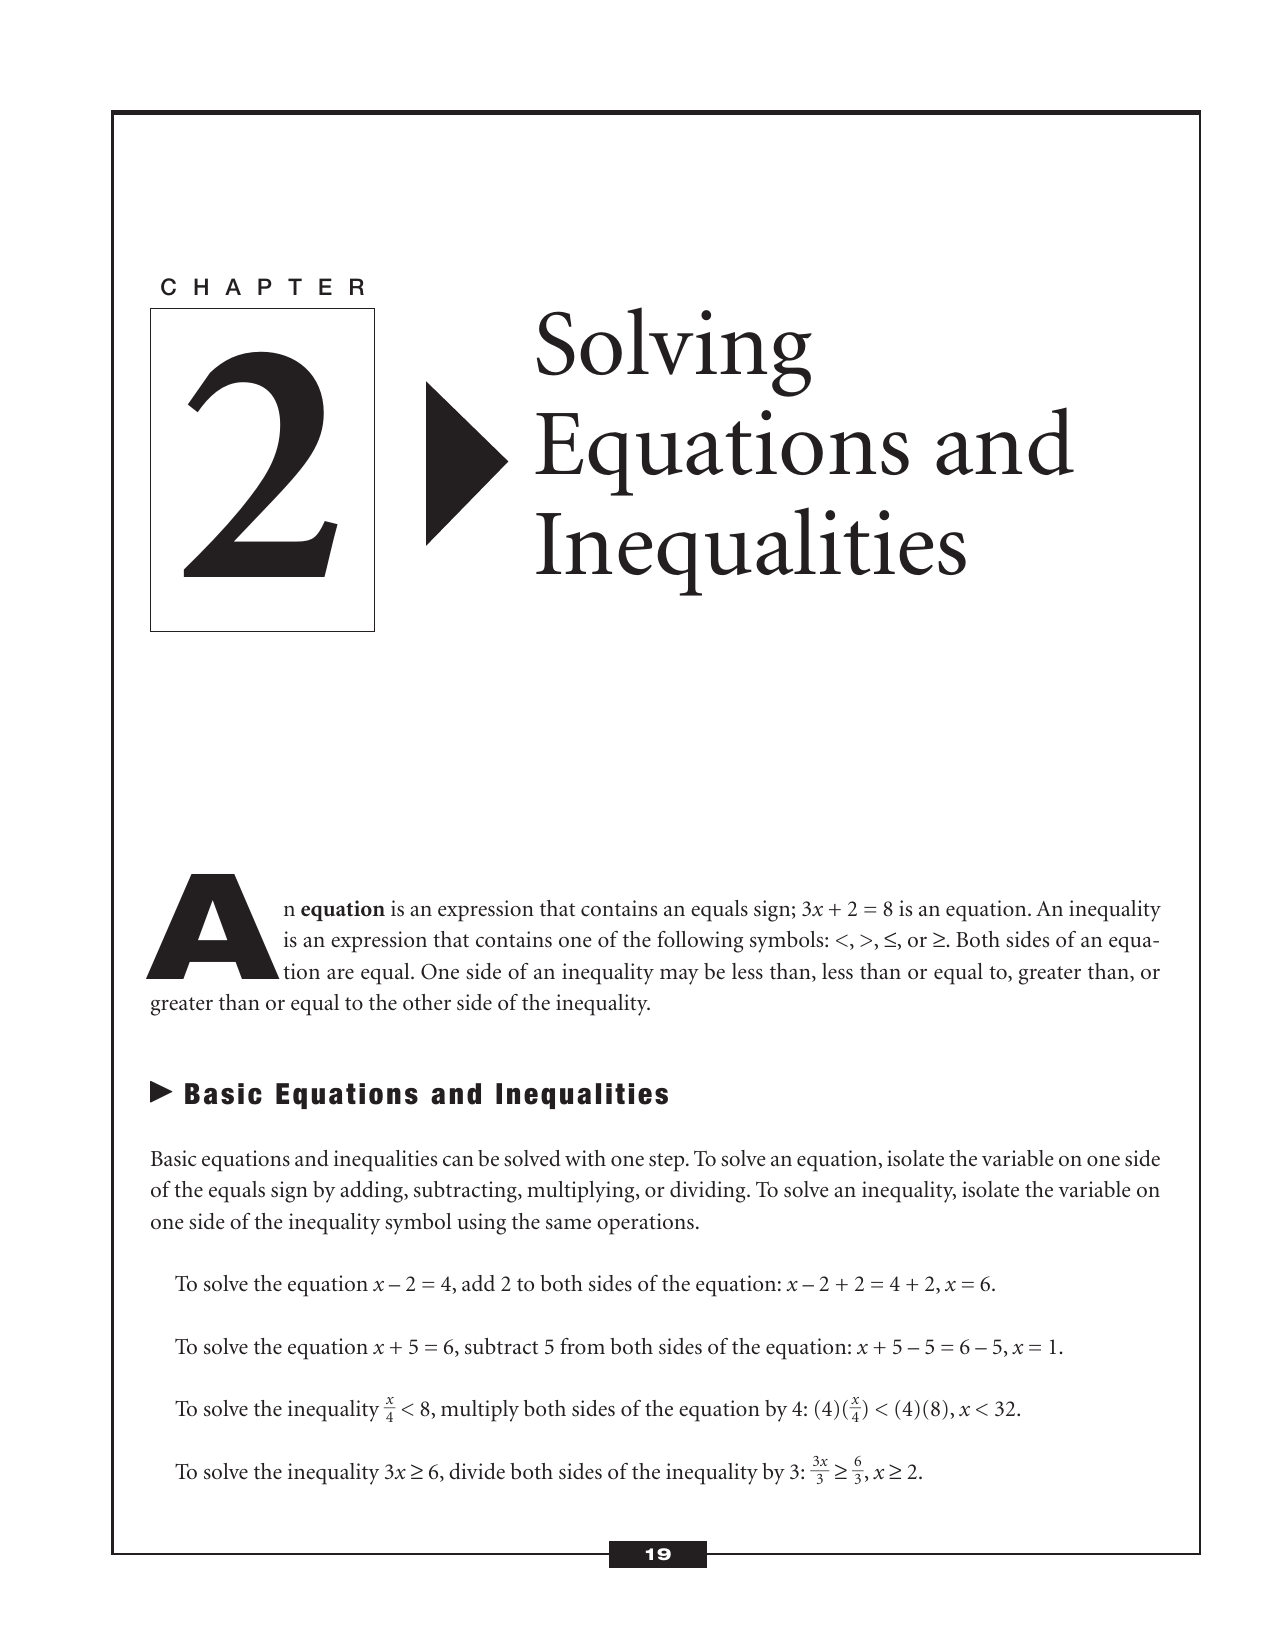 CHAPTER
2
Solving
Equations and
Inequalities
An equation is an expression that contains an equals sign; 3x + 2 = 8 is an equation. An inequality
is an expression that contains one of the following symbols: <, >, ≤, or ≥. Both sides of an equa-
tion are equal. One side of an inequality may be less than, less than or equal to, greater than, or
greater than or equal to the other side of the inequality.
Basic Equations and Inequalities
Basic equations and inequalities can be solved with one step. To solve an equation, isolate the variable on one side
of the equals sign by adding, subtracting, multiplying, or dividing. To solve an inequality, isolate the variable on
one side of the inequality symbol using the same operations.
To solve the equation x – 2 = 4, add 2 to both sides of the equation: x – 2 + 2 = 4 + 2, x = 6.
To solve the equation x + 5 = 6, subtract 5 from both sides of the equation: x + 5 – 5 = 6 – 5, x = 1.
To solve the inequality x/4 < 8, multiply both sides of the equation by 4: (4)(x/4) < (4)(8), x < 32.
To solve the inequality 3x ≥ 6, divide both sides of the inequality by 3: 3x/3 ≥ 6/3, x ≥ 2.
19